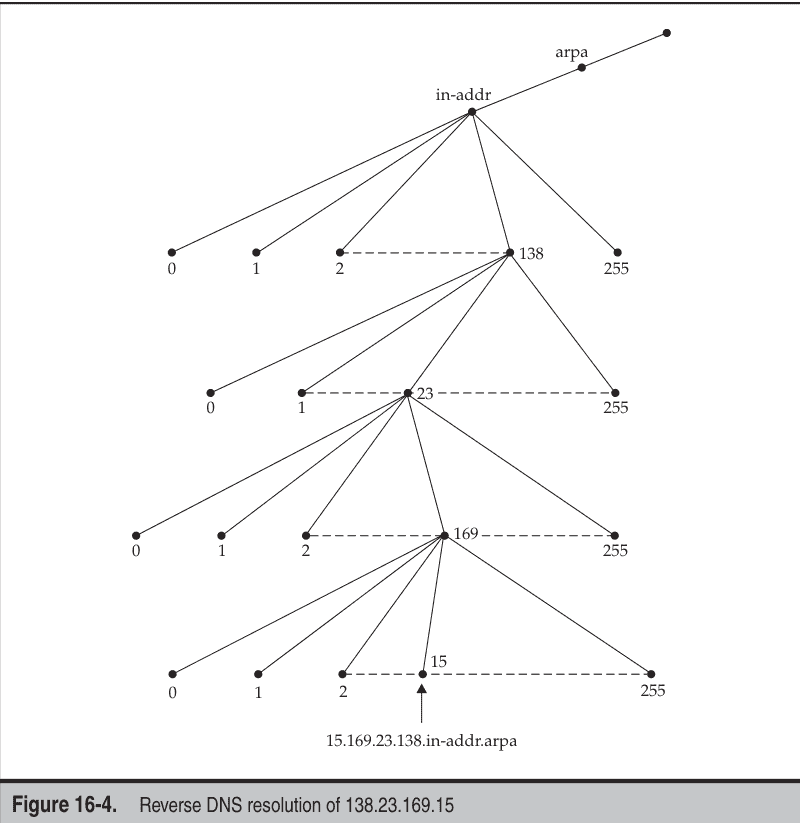 arpa
in-addr
0 1 2 138 255
0 1 23 255
0 1 2 169 255
15
0 1 2 255
15.169.23.138.in-addr.arpa
Figure 16-4. Reverse DNS resolution of 138.23.169.15